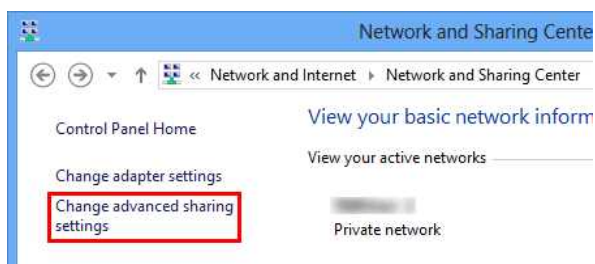 Network and Sharing Cente
« Network and Internet ▸ Network and Sharing Center
Control Panel Home
Change adapter settings
Change advanced sharing
settings
View your basic network inform
View your active networks
Private network